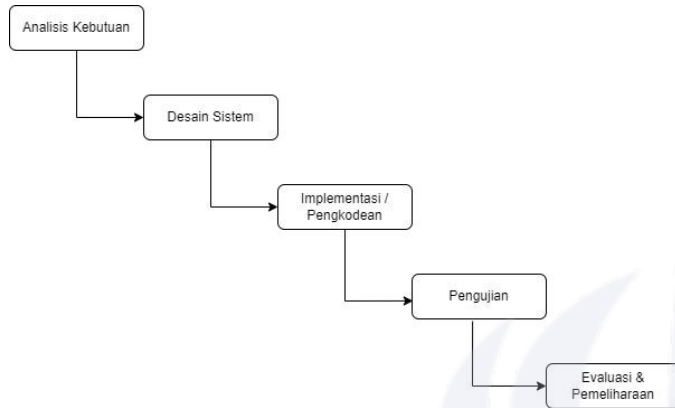 Analisis Kebutuan
Desain Sistem
Implementasi /
Pengkodean
Pengujian
Evaluasi &
Pemeliharaan